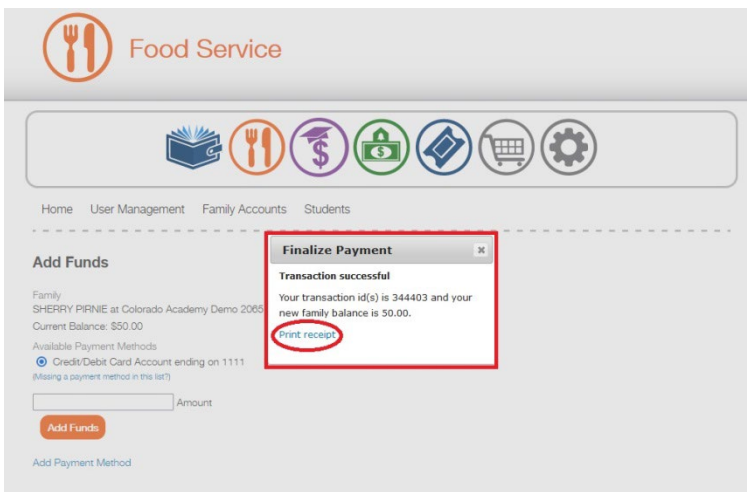 Food Service
Home User Management Family Accounts Students
Add Funds
Family
SHERRY PIRNIE at Colorado Academy Demo 2065
Current Balance: $50.00
Available Payment Methods
Credit/Debit Card Account ending on 1111
(Missing a payment method in this list?)
Amount
Add Funds
Add Payment Method
Finalize Payment
Transaction successful
Your transaction id(s) is 344403 and your
new family balance is 50.00.
Print receipt